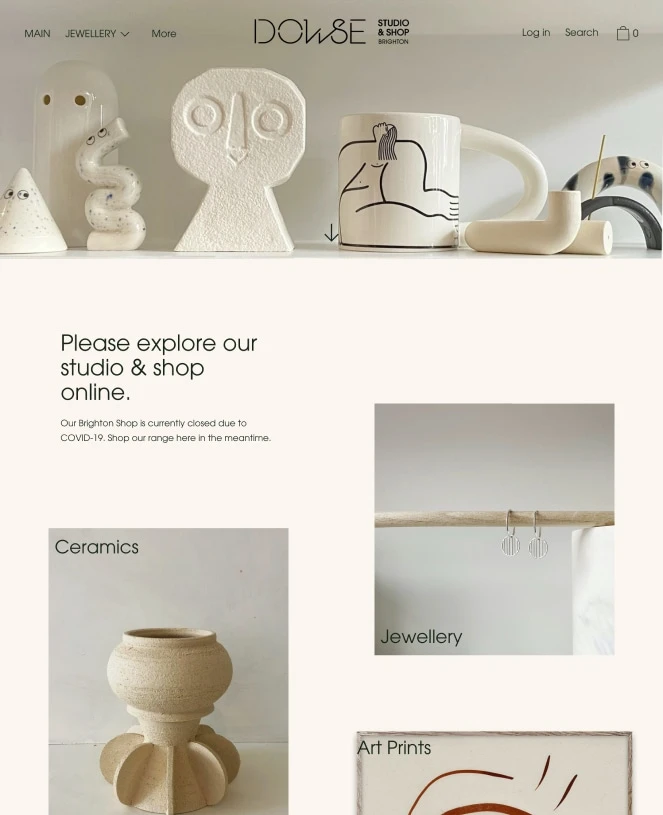 MAIN JEWELLERY More
DOWSE
STUDIO
& SHOP
BRIGHTON
Log in Search 0
Please explore our
studio & shop
online.
Our Brighton Shop is currently closed due to
COVID-19. Shop our range here in the meantime.
Ceramics
Jewellery
Art Prints